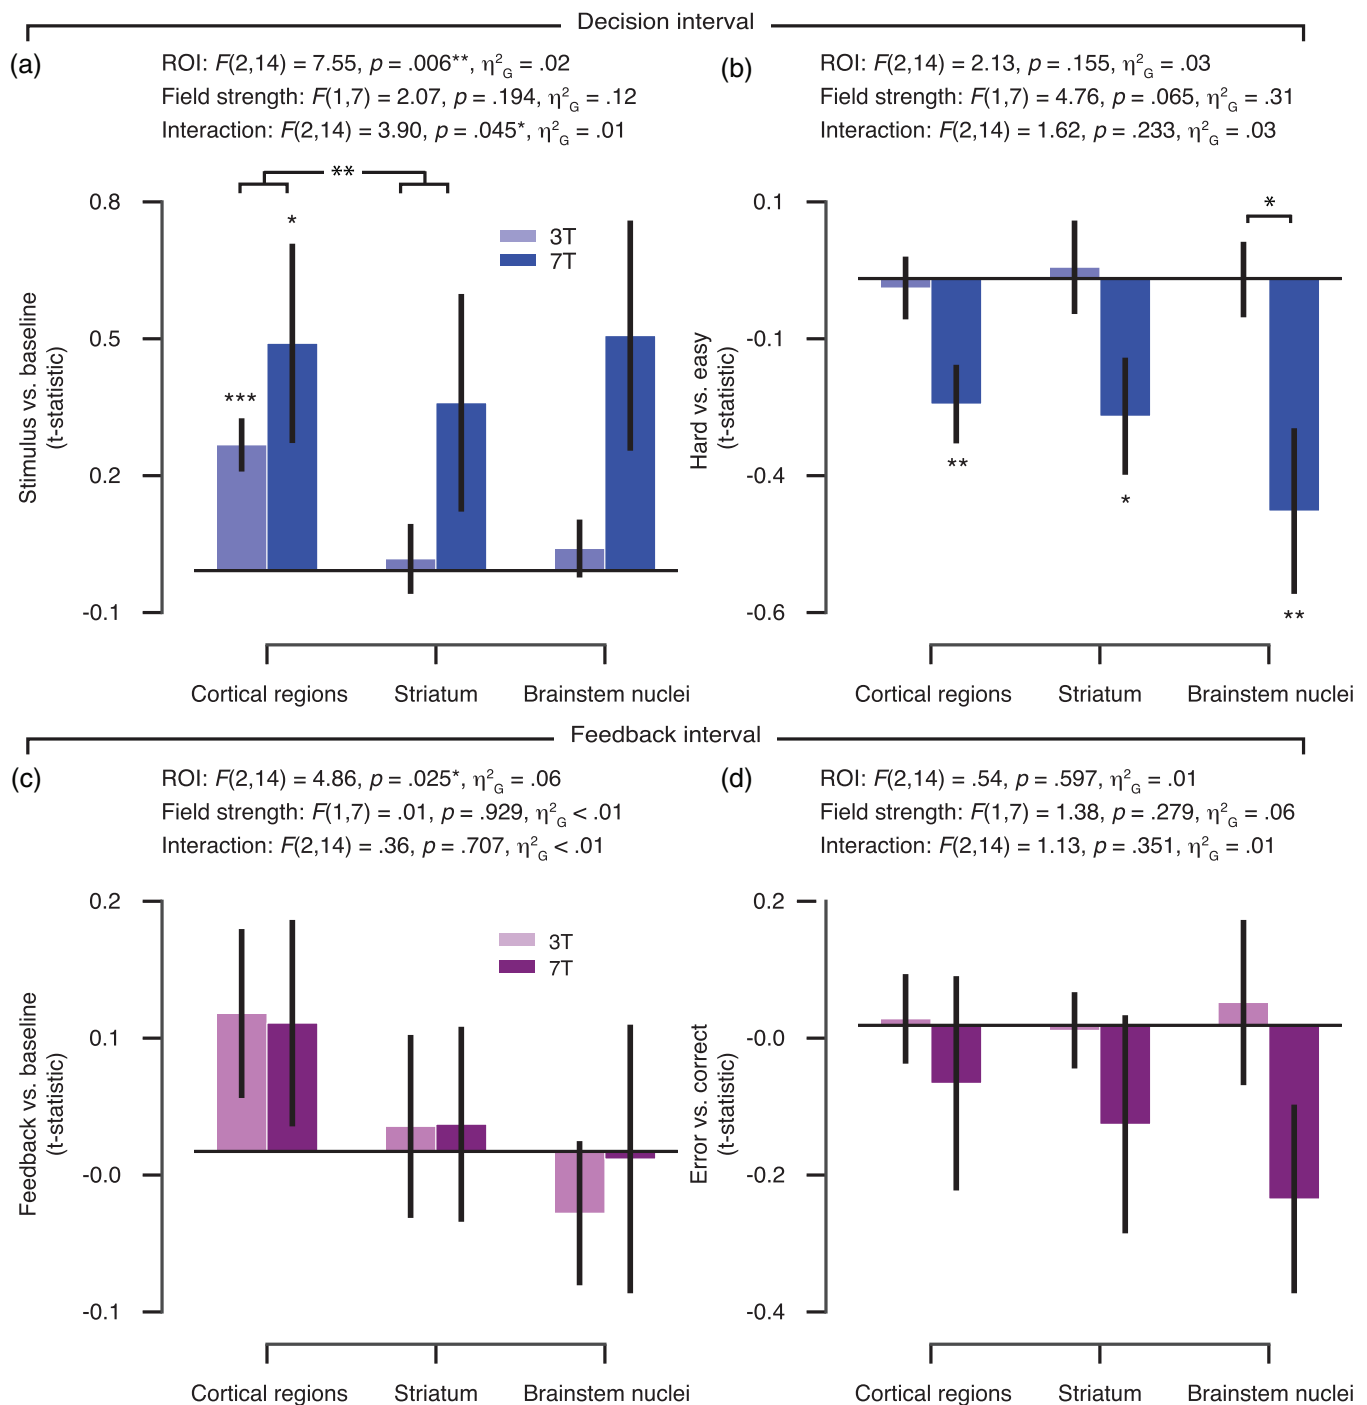 Decision interval
(a)
ROI: F(2,14) = 7.55, p = .006**, η²G = .02
Field strength: F(1,7) = 2.07, p = .194, η²G = .12
Interaction: F(2,14) = 3.90, p = .045*, η²G = .01
**
*
***
3T
7T
0.8
0.5
0.2
-0.1
Stimulus vs. baseline
(t-statistic)
Cortical regions
Striatum
Brainstem nuclei
(b)
ROI: F(2,14) = 2.13, p = .155, η²G = .03
Field strength: F(1,7) = 4.76, p = .065, η²G = .31
Interaction: F(2,14) = 1.62, p = .233, η²G = .03
*
0.1
-0.1
-0.4
-0.6
Hard vs. easy
(t-statistic)
**
*
**
Cortical regions
Striatum
Brainstem nuclei
Feedback interval
(c)
ROI: F(2,14) = 4.86, p = .025*, η²G = .06
Field strength: F(1,7) = .01, p = .929, η²G < .01
Interaction: F(2,14) = .36, p = .707, η²G < .01
3T
7T
0.2
0.1
-0.0
-0.1
Feedback vs. baseline
(t-statistic)
Cortical regions
Striatum
Brainstem nuclei
(d)
ROI: F(2,14) = .54, p = .597, η²G = .01
Field strength: F(1,7) = 1.38, p = .279, η²G = .06
Interaction: F(2,14) = 1.13, p = .351, η²G = .01
0.2
-0.0
-0.2
-0.4
Error vs. correct
(t-statistic)
Cortical regions
Striatum
Brainstem nuclei